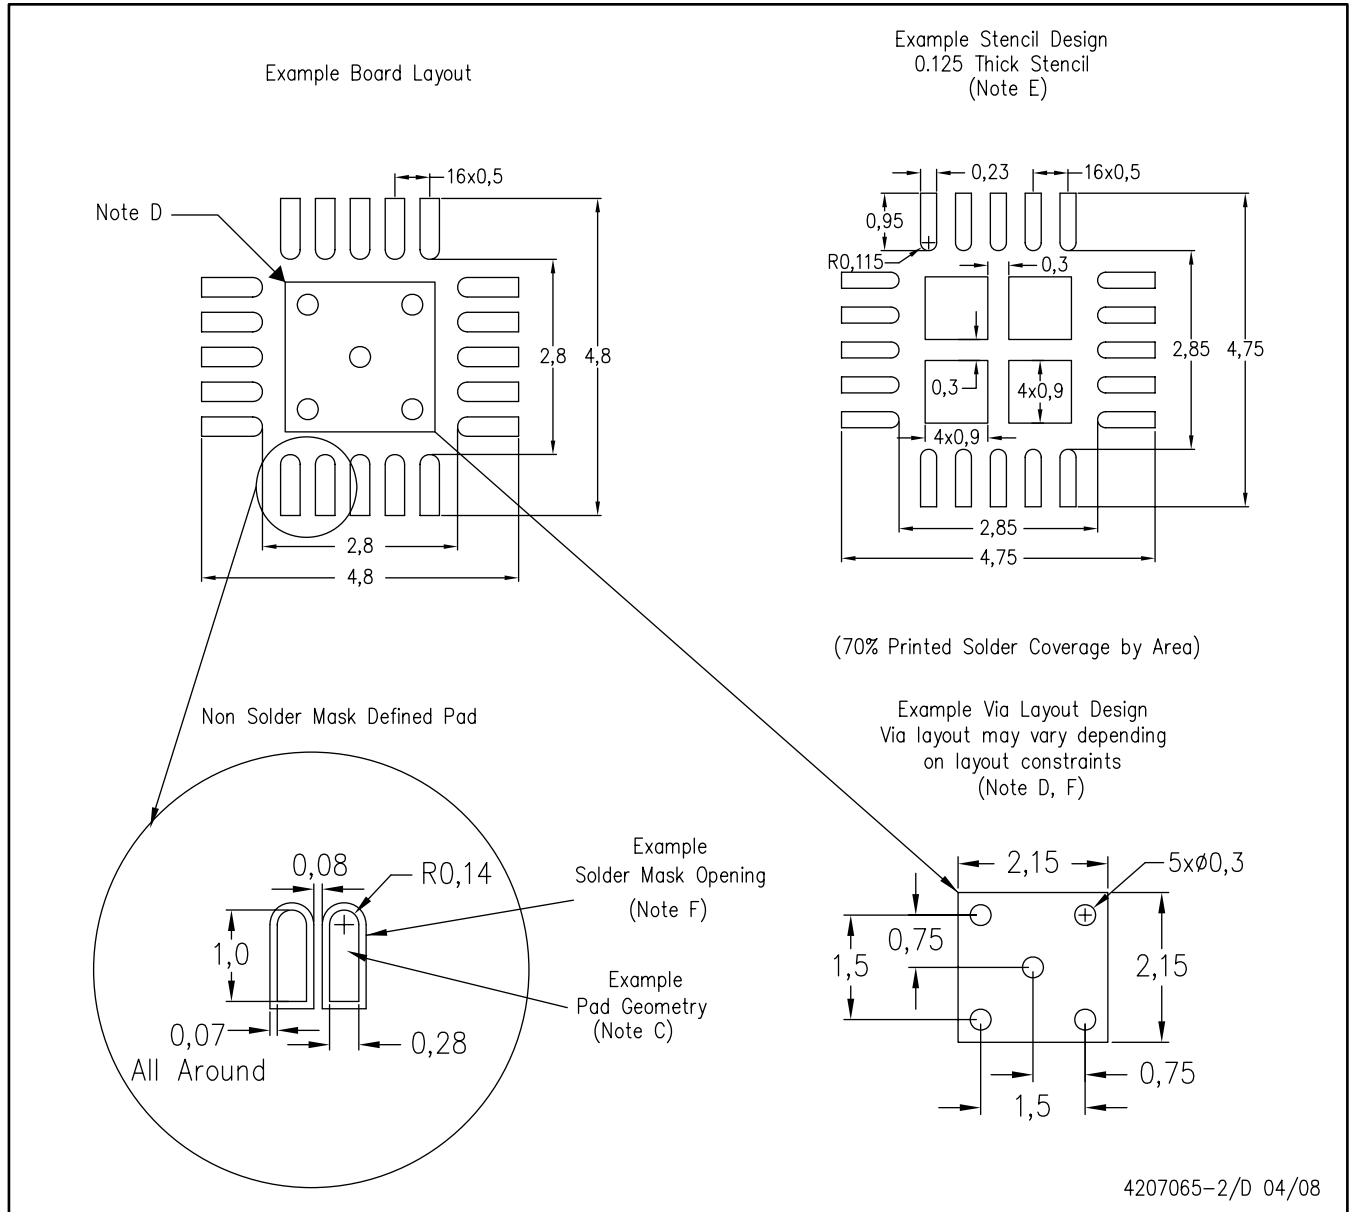 Example Board Layout
16x0,5
Note D
2,8
4,8
2,8
4,8
Example Stencil Design
0.125 Thick Stencil
(Note E)
0,23
16x0,5
0,95
R0,115
0,3
2,85
4,75
0,3
4x0,9
4x0,9
2,85
4,75
(70% Printed Solder Coverage by Area)
Non Solder Mask Defined Pad
0,08
R0,14
1,0
0,07
All Around
0,28
Example
Solder Mask Opening
(Note F)
Example
Pad Geometry
(Note C)
Example Via Layout Design
Via layout may vary depending
on layout constraints
(Note D, F)
2,15
5xø0,3
0,75
1,5
2,15
0,75
1,5
4207065-2/D 04/08